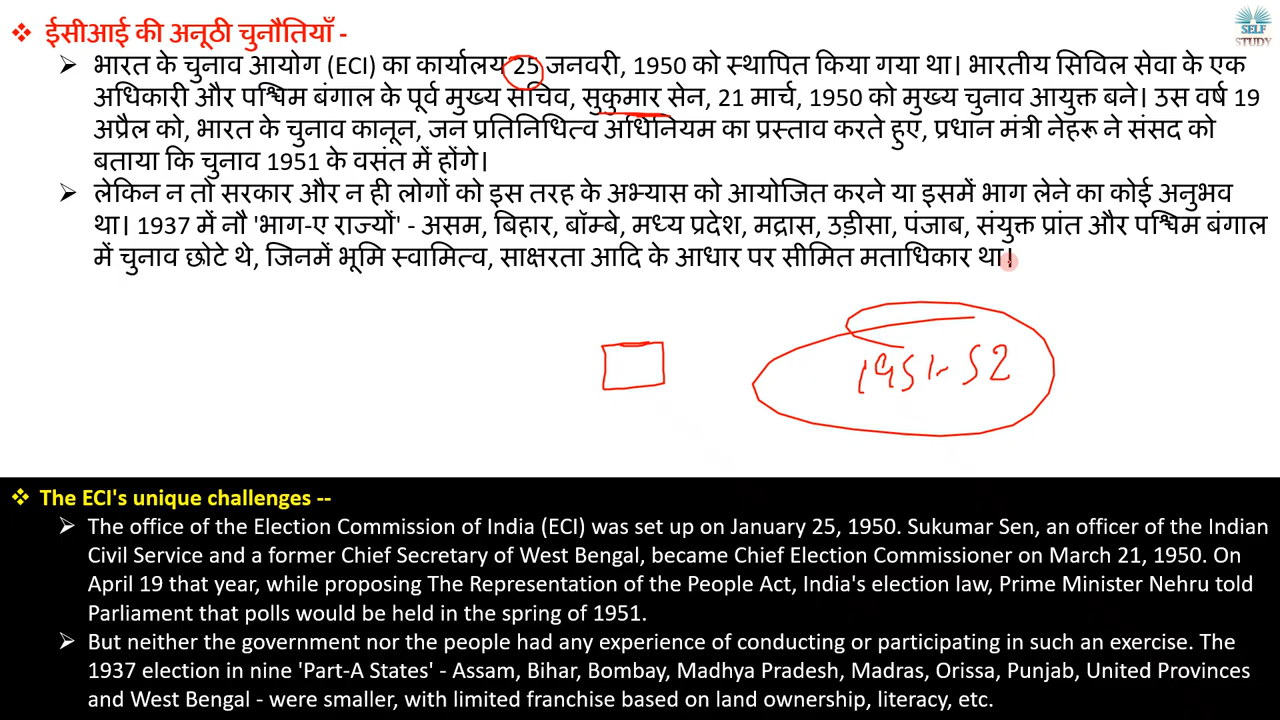 ❖ ईसीआई की अनूठी चुनौतियाँ -
SELF
STUDY
➢ भारत के चुनाव आयोग (ECI) का कार्यालय 25 जनवरी, 1950 को स्थापित किया गया था। भारतीय सिविल सेवा के एक
अधिकारी और पश्चिम बंगाल के पूर्व मुख्य सचिव, सुकुमार सेन, 21 मार्च, 1950 को मुख्य चुनाव आयुक्त बने। उस वर्ष 19
अप्रैल को, भारत के चुनाव कानून, जन प्रतिनिधित्व अधिनियम का प्रस्ताव करते हुए, प्रधान मंत्री नेहरू ने संसद को
बताया कि चुनाव 1951 के वसंत में होंगे।
➢ लेकिन न तो सरकार और न ही लोगों को इस तरह के अभ्यास को आयोजित करने या इसमें भाग लेने का कोई अनुभव
था। 1937 में नौ 'भाग-ए राज्यों' - असम, बिहार, बॉम्बे, मध्य प्रदेश, मद्रास, उड़ीसा, पंजाब, संयुक्त प्रांत और पश्चिम बंगाल
में चुनाव छोटे थे, जिनमें भूमि स्वामित्व, साक्षरता आदि के आधार पर सीमित मताधिकार था।
1951-52
❖ The ECI's unique challenges --
➢ The office of the Election Commission of India (ECI) was set up on January 25, 1950. Sukumar Sen, an officer of the Indian
Civil Service and a former Chief Secretary of West Bengal, became Chief Election Commissioner on March 21, 1950. On
April 19 that year, while proposing The Representation of the People Act, India's election law, Prime Minister Nehru told
Parliament that polls would be held in the spring of 1951.
➢ But neither the government nor the people had any experience of conducting or participating in such an exercise. The
1937 election in nine 'Part-A States' - Assam, Bihar, Bombay, Madhya Pradesh, Madras, Orissa, Punjab, United Provinces
and West Bengal - were smaller, with limited franchise based on land ownership, literacy, etc.